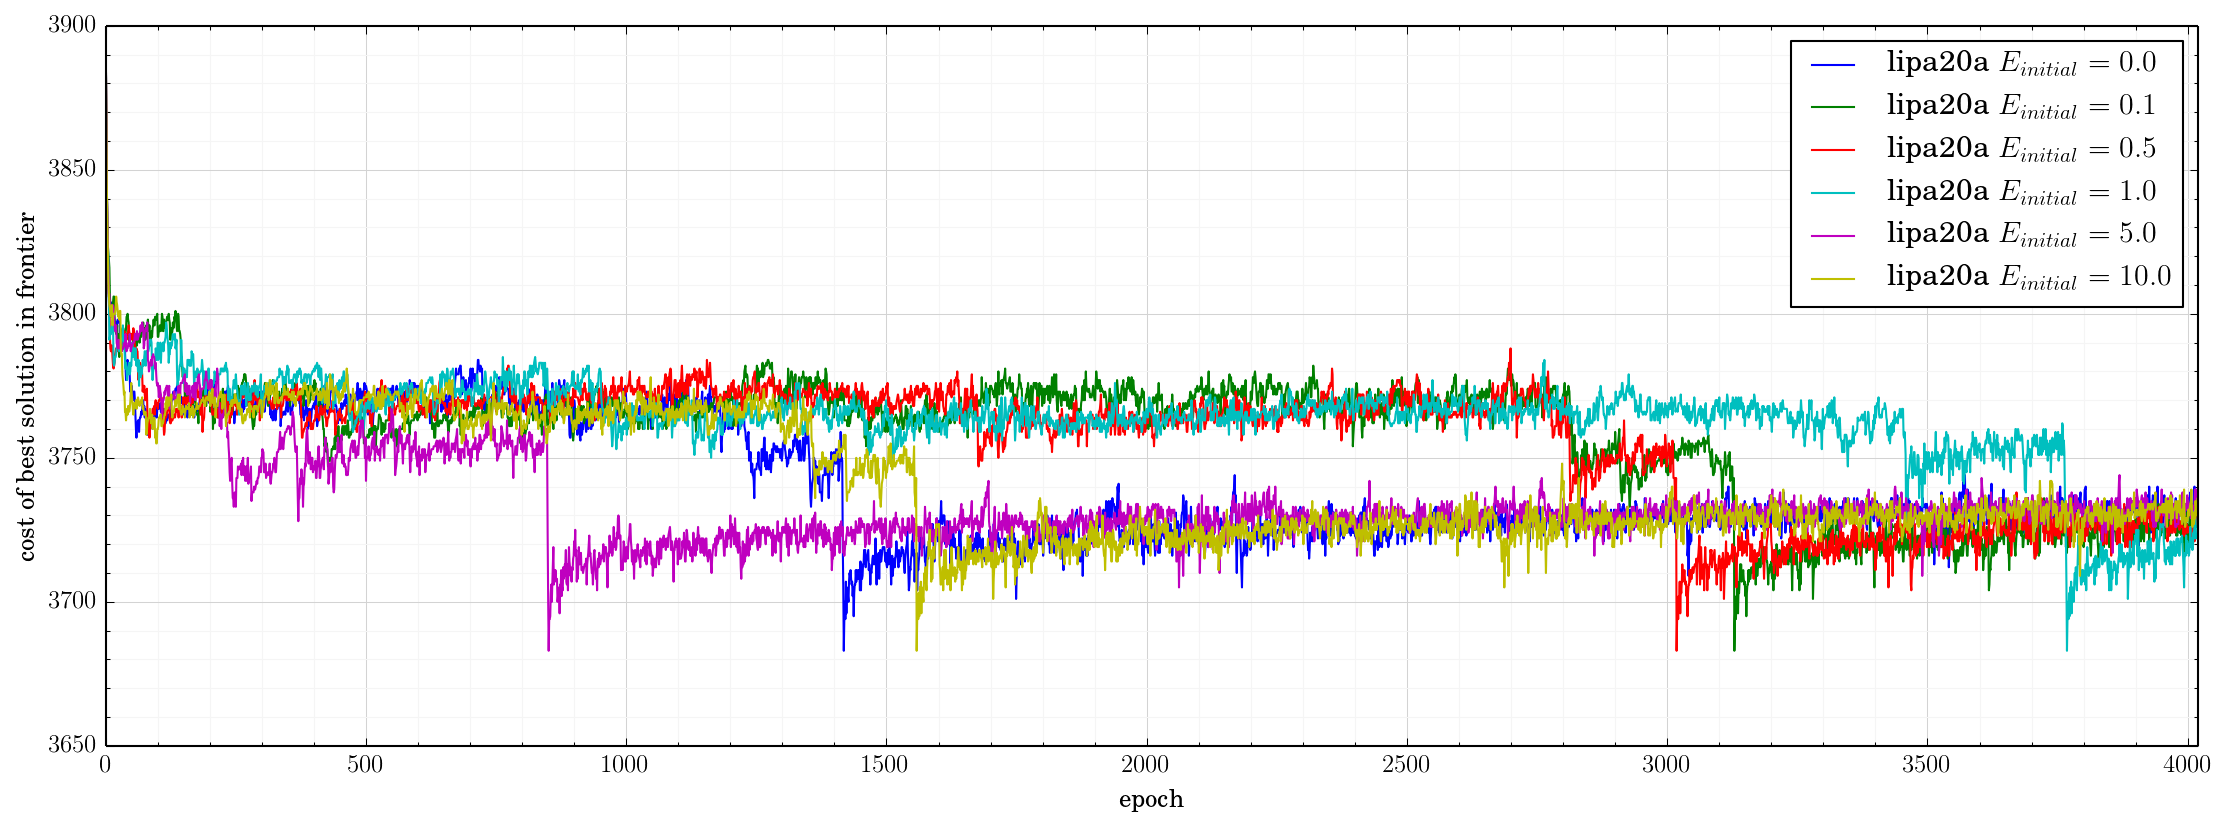 3900
3850
3800
3750
3700
3650
cost of best solution in frontier
0 500 1000 1500 2000 2500 3000 3500 4000
epoch
lipa20a E_initial = 0.0
lipa20a E_initial = 0.1
lipa20a E_initial = 0.5
lipa20a E_initial = 1.0
lipa20a E_initial = 5.0
lipa20a E_initial = 10.0